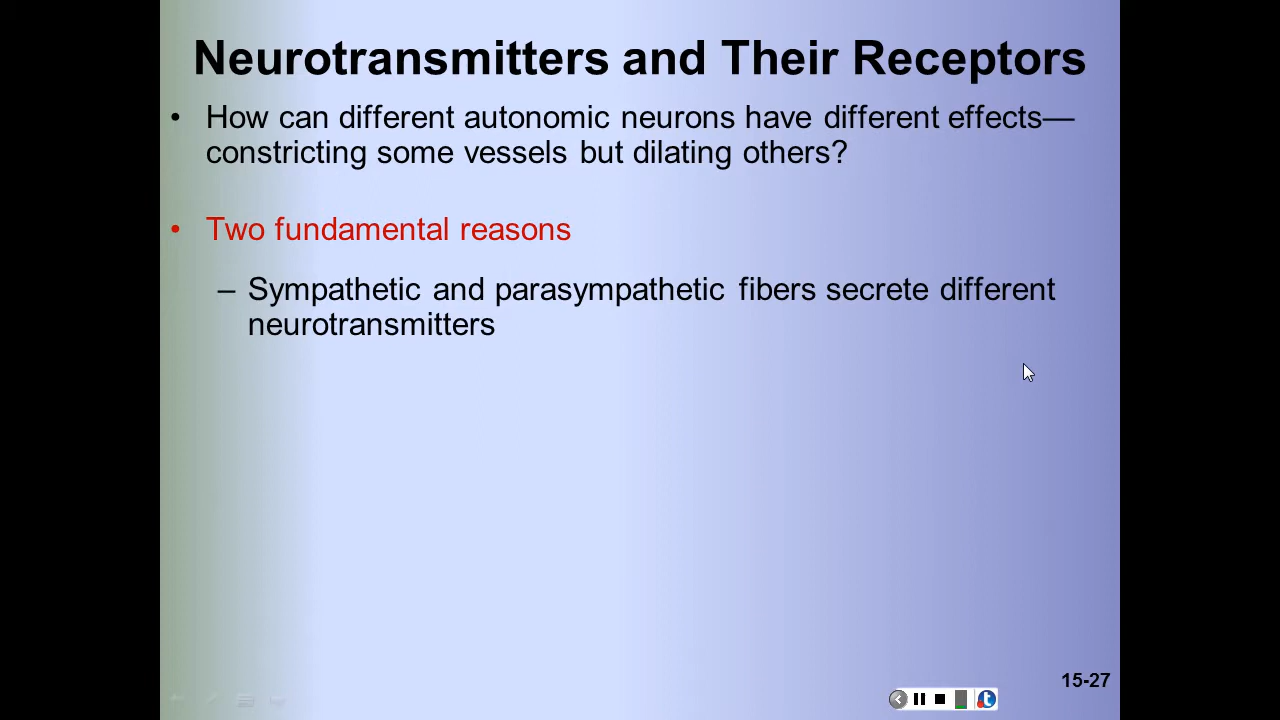 Neurotransmitters and Their Receptors
• How can different autonomic neurons have different effects—
constricting some vessels but dilating others?
• Two fundamental reasons
– Sympathetic and parasympathetic fibers secrete different
neurotransmitters
15-27
t